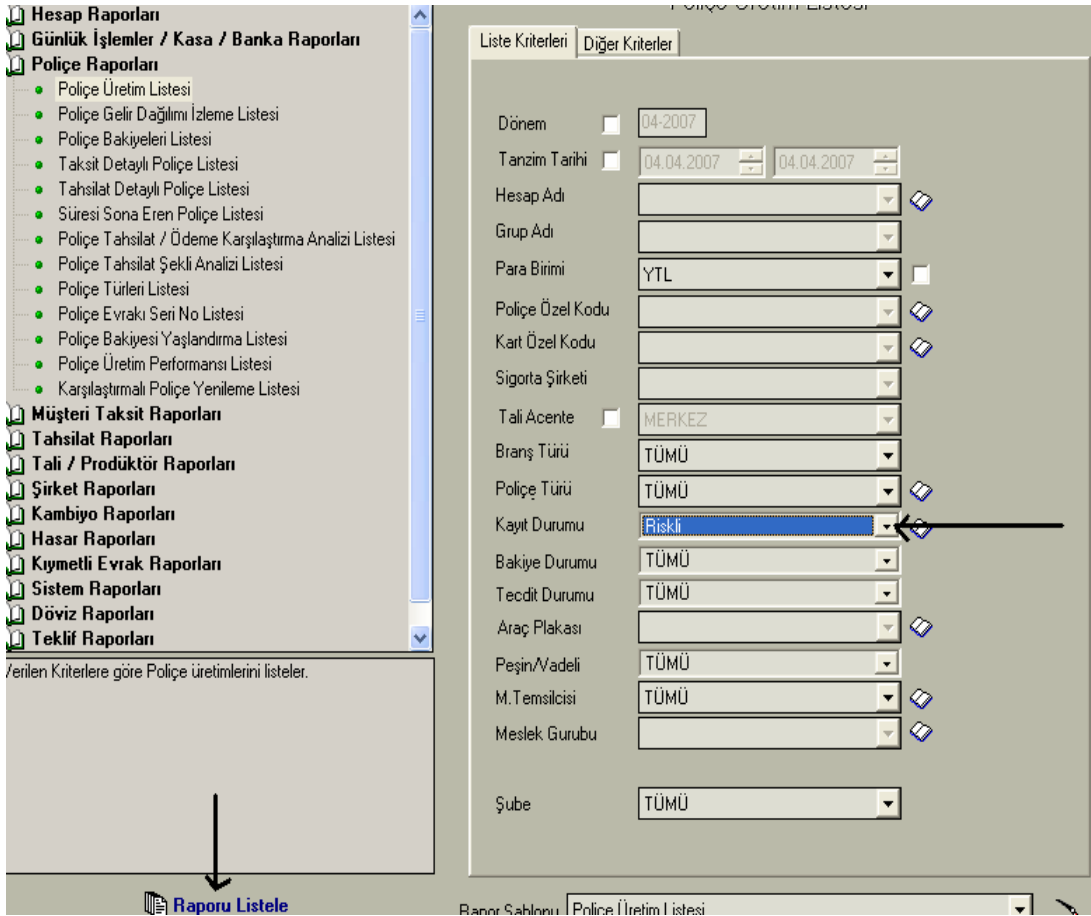 Hesap Raporları
Günlük İşlemler / Kasa / Banka Raporları
Poliçe Raporları
Poliçe Üretim Listesi
Poliçe Gelir Dağılımı İzleme Listesi
Poliçe Bakiyeleri Listesi
Taksit Detaylı Poliçe Listesi
Tahsilat Detaylı Poliçe Listesi
Süresi Sona Eren Poliçe Listesi
Poliçe Tahsilat / Ödeme Karşılaştırma Analizi Listesi
Poliçe Tahsilat Şekli Analizi Listesi
Poliçe Türleri Listesi
Poliçe Evrakı Seri No Listesi
Poliçe Bakiyesi Yaşlandırma Listesi
Poliçe Üretim Performansı Listesi
Karşılaştırmalı Poliçe Yenileme Listesi
Müşteri Taksit Raporları
Tahsilat Raporları
Tali / Prodüktör Raporları
Şirket Raporları
Kambiyo Raporları
Hasar Raporları
Kıymetli Evrak Raporları
Sistem Raporları
Döviz Raporları
Teklif Raporları
Verilen Kriterlere göre Poliçe üretimlerini listeler.
Raporu Listele
Poliçe Üretim Listesi
Liste Kriterleri Diğer Kriterler
Dönem 04-2007
Tanzim Tarihi 04.04.2007 04.04.2007
Hesap Adı
Grup Adı
Para Birimi YTL
Poliçe Özel Kodu
Kart Özel Kodu
Sigorta Şirketi
Tali Acente MERKEZ
Branş Türü TÜMÜ
Poliçe Türü TÜMÜ
Kayıt Durumu Riskli
Bakiye Durumu TÜMÜ
Tecdit Durumu TÜMÜ
Araç Plakası
Peşin/Vadeli TÜMÜ
M.Temsilcisi TÜMÜ
Meslek Gurubu
Şube TÜMÜ
Rapor Şablonu Poliçe Üretim Listesi